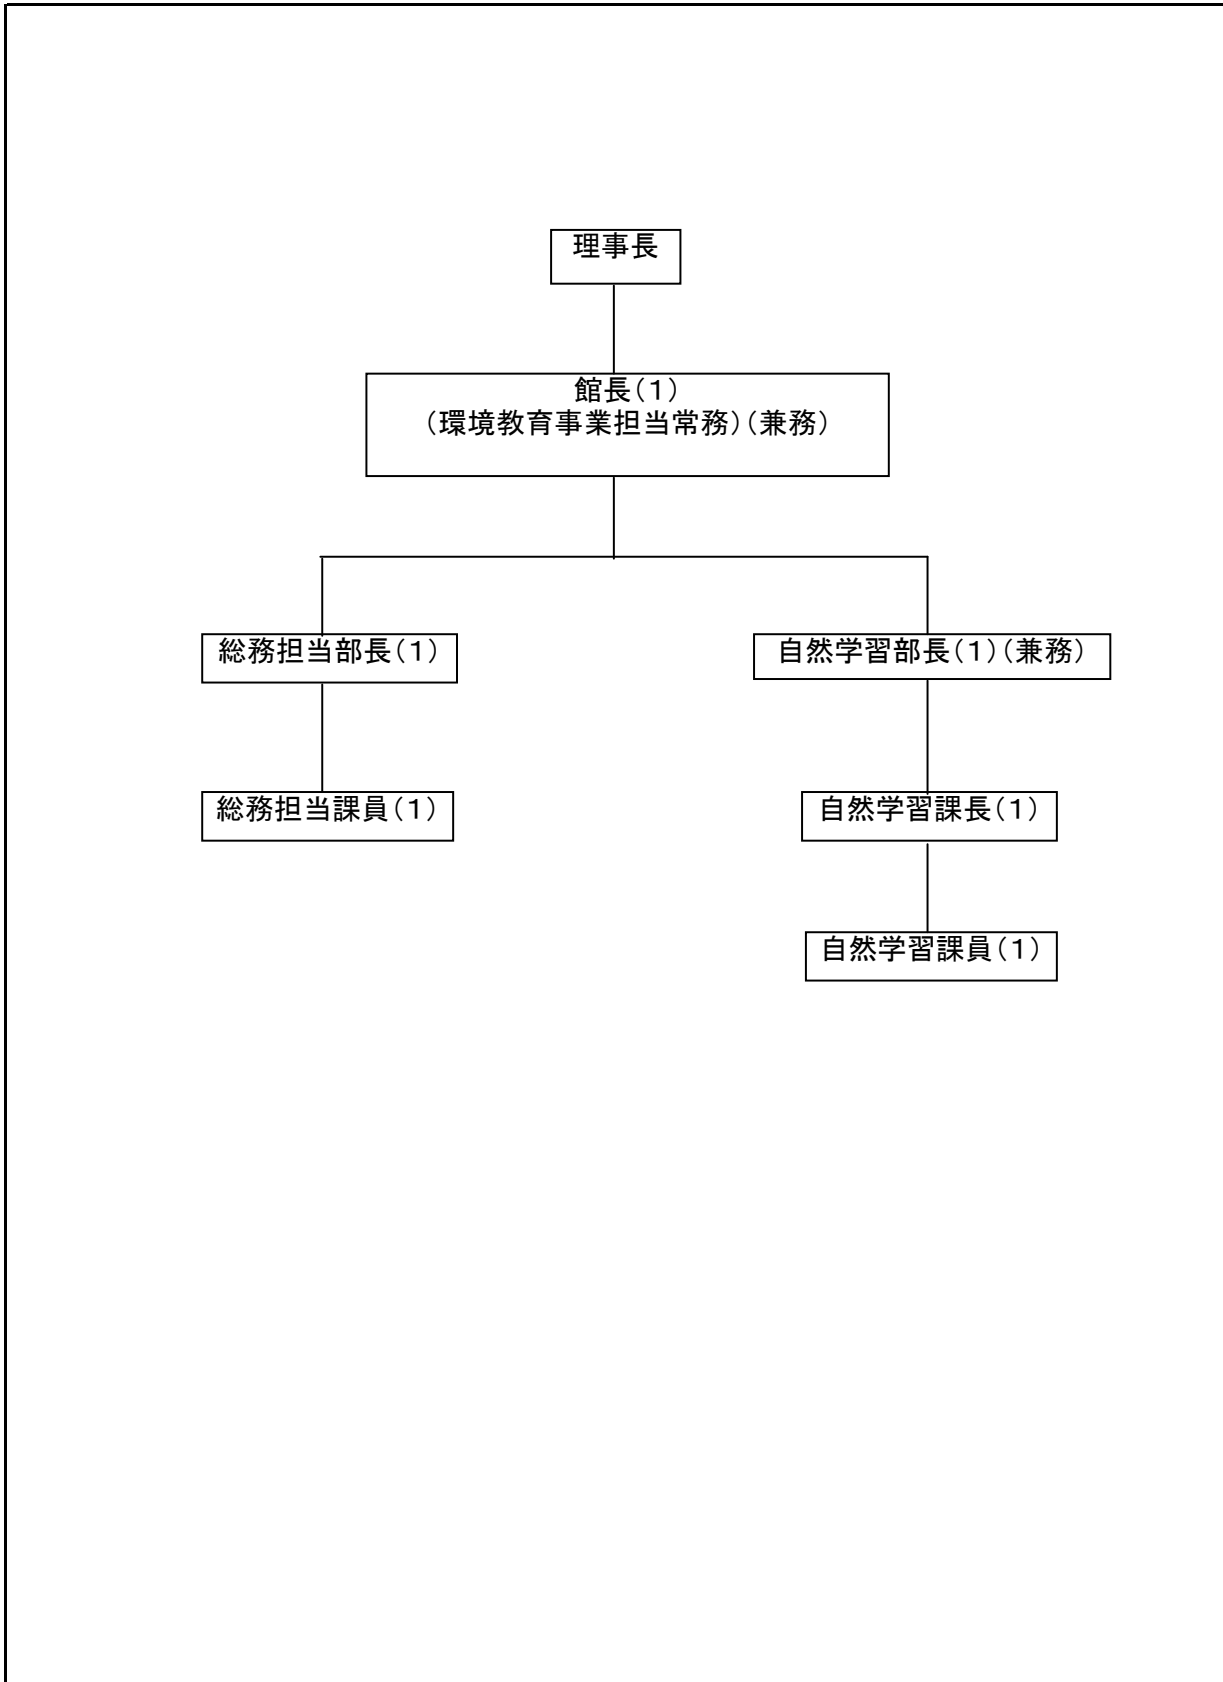 理事長
館長(1)
(環境教育事業担当常務)(兼務)
総務担当部長(1)
自然学習部長(1)(兼務)
総務担当課員(1)
自然学習課長(1)
自然学習課員(1)